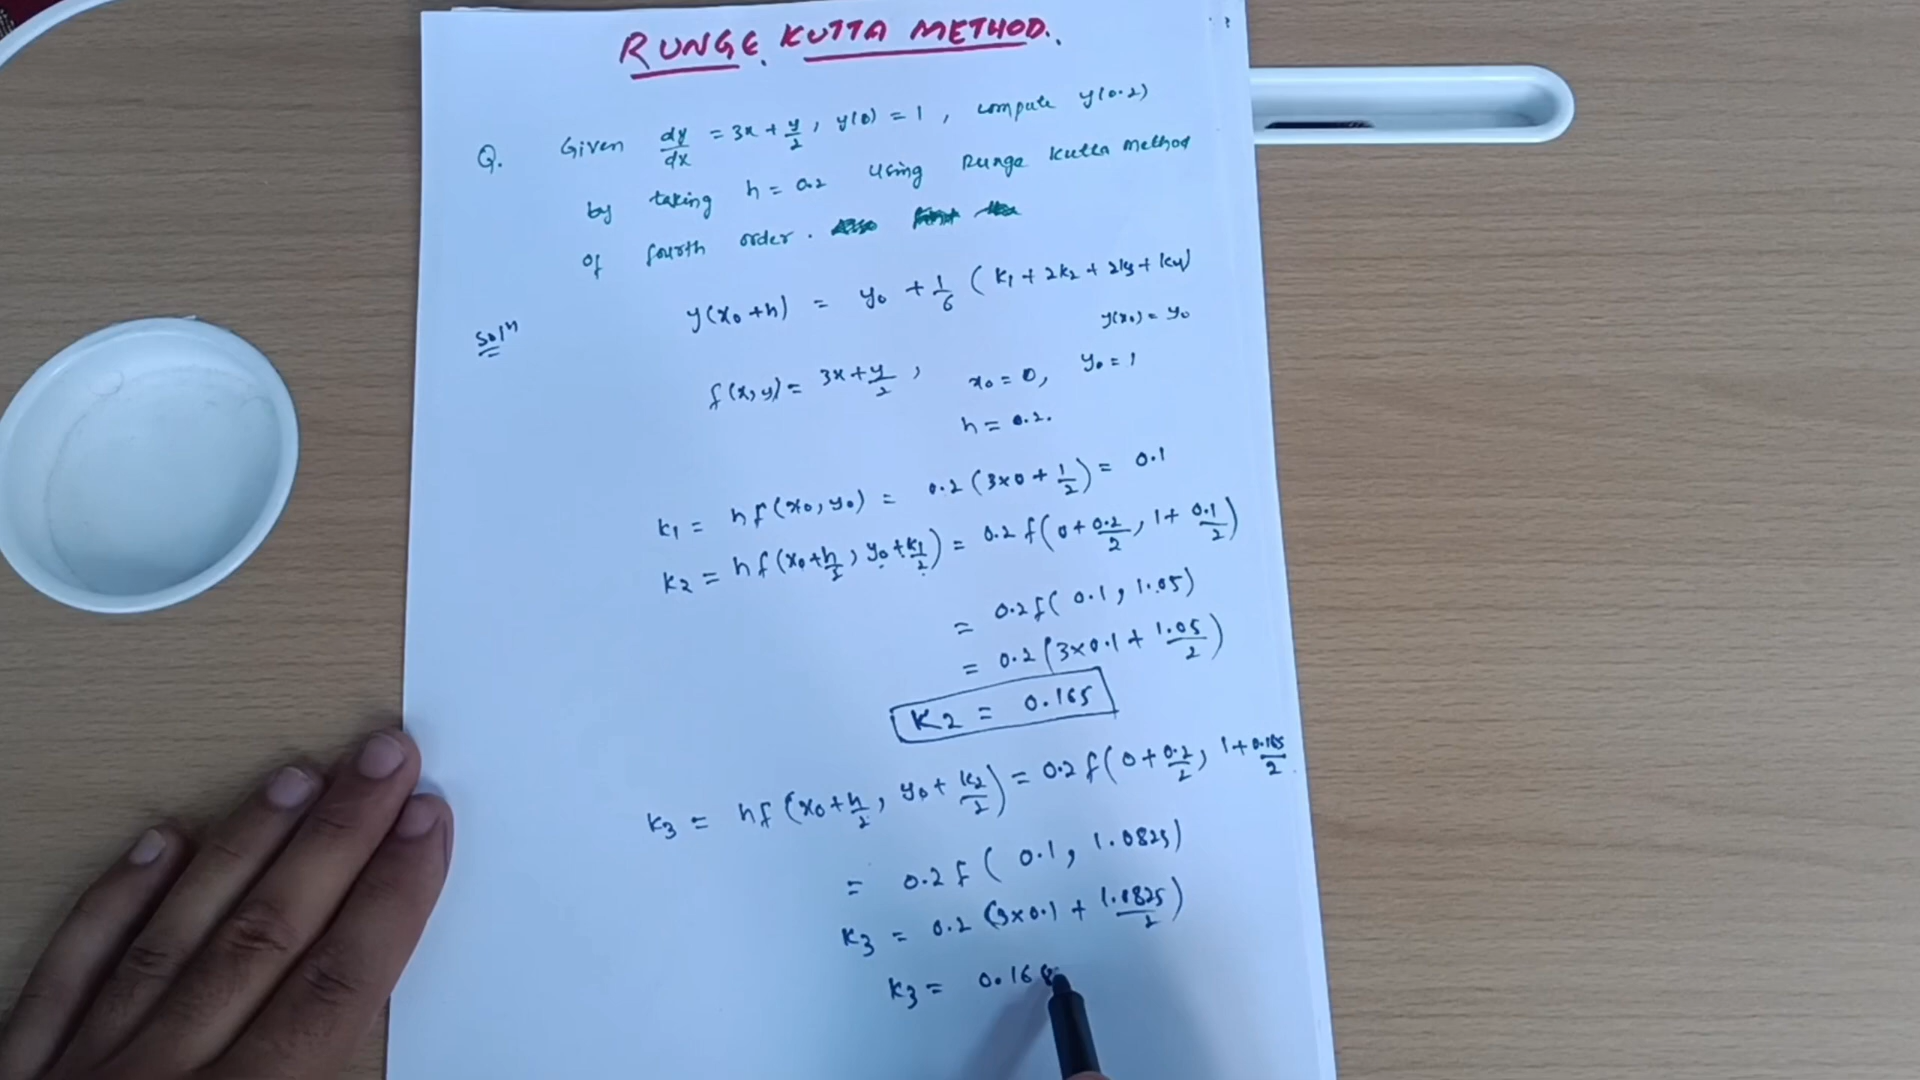 RUNGE KUTTA METHOD.
Q. Given dy/dx = 3x + y/2, y(0) = 1, compute y(0.2)
by taking h = 0.2 using Runge Kutta Method
of fourth order.
Solⁿ y(x₀+h) = y₀ + 1/6 (k₁ + 2k₂ + 2k₃ + k₄)
y(x₀) = y₀
f(x,y) = 3x + y/2, x₀ = 0, y₀ = 1
h = 0.2.
k₁ = hf(x₀, y₀) = 0.2 (3×0 + 1/2) = 0.1
k₂ = hf(x₀+h/2, y₀+k₁/2) = 0.2 f(0 + 0.2/2, 1 + 0.1/2)
= 0.2 f(0.1, 1.05)
= 0.2 (3×0.1 + 1.05/2)
K₂ = 0.165
k₃ = hf(x₀+h/2, y₀+k₂/2) = 0.2 f(0 + 0.2/2, 1 + 0.165/2)
= 0.2 f(0.1, 1.0825)
k₃ = 0.2 (3×0.1 + 1.0825/2)
k₃ = 0.168